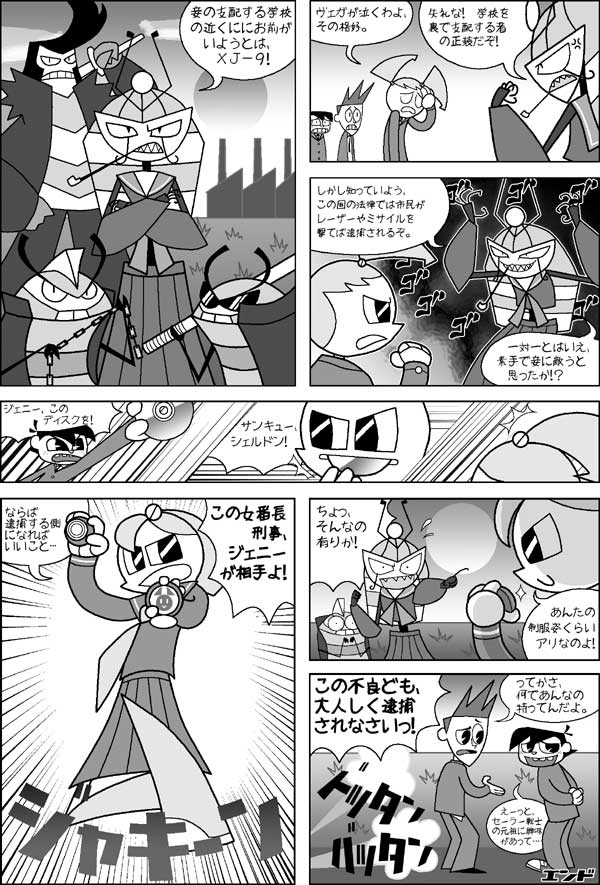 妾の支配する学校
の泣くににお前が
いようとは、
XJ-9!
ヴェガが泣くわよ、
その格好。
失礼な! 学校を
裏で支配する者
の正装だぞ!
しかし知っていよう、
この国の法律では市民が
レーザーやミサイルを
撃てば逮捕されるぞ。
ゴゴゴ
ゴゴゴ
一対一とはいえ、
素手で妾に敵うと
思ったか!?
ジェニー、この
ディスクを!
サンキュー、
シェルドン!
ならば
逮捕する側
になれば
いいこと…
この女番長
刑事、
ジェニー
が相手よ!
ジャキーン
ちょっ、
そんなの
有りか!
あんたの
制服姿くらい
アリなのよ!
この不良ども、
大人しく逮捕
されなさいっ!
ってかさ、
何であんなの
持ってんだよ。
ドッタン
バッタン
えーっと、
セーラー戦士
の元祖に興味
があって…
エンド